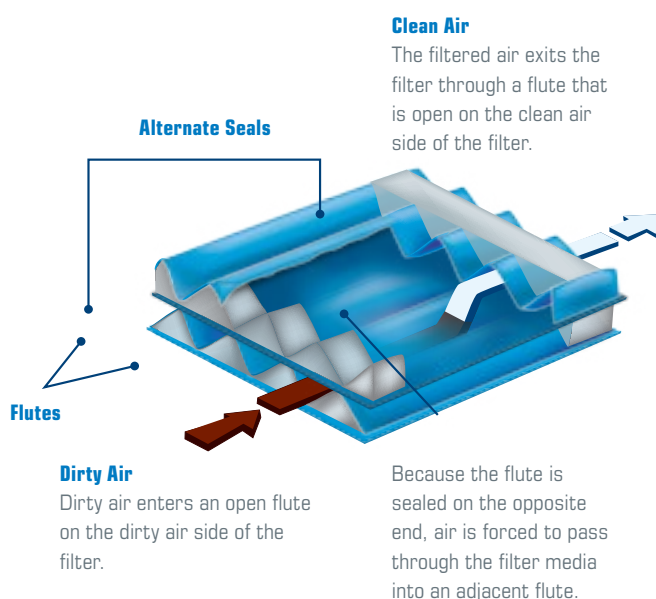 Clean Air
The filtered air exits the
filter through a flute that
is open on the clean air
side of the filter.
Alternate Seals
Flutes
Dirty Air
Dirty air enters an open flute
on the dirty air side of the
filter.
Because the flute is
sealed on the opposite
end, air is forced to pass
through the filter media
into an adjacent flute.